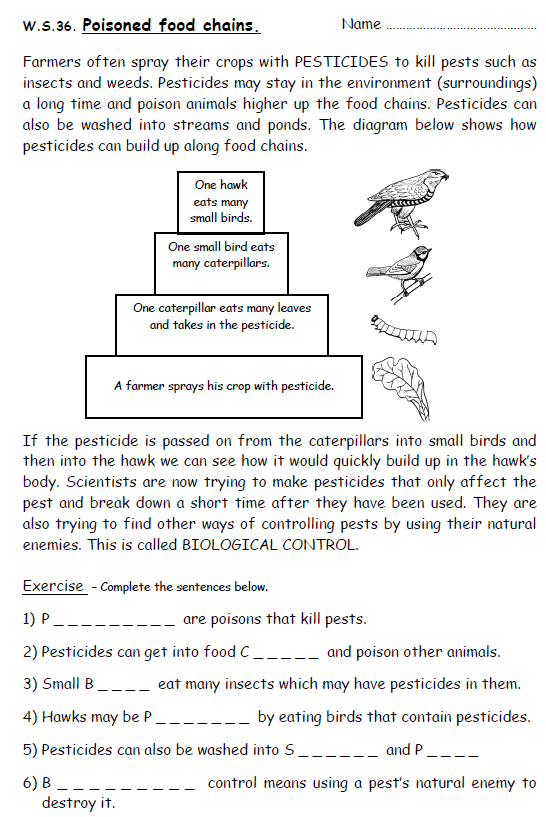 W.S.36. Poisoned food chains. Name ............................................
Farmers often spray their crops with PESTICIDES to kill pests such as
insects and weeds. Pesticides may stay in the environment (surroundings)
a long time and poison animals higher up the food chains. Pesticides can
also be washed into streams and ponds. The diagram below shows how
pesticides can build up along food chains.
One hawk
eats many
small birds.
One small bird eats
many caterpillars.
One caterpillar eats many leaves
and takes in the pesticide.
A farmer sprays his crop with pesticide.
If the pesticide is passed on from the caterpillars into small birds and
then into the hawk we can see how it would quickly build up in the hawk's
body. Scientists are now trying to make pesticides that only affect the
pest and break down a short time after they have been used. They are
also trying to find other ways of controlling pests by using their natural
enemies. This is called BIOLOGICAL CONTROL.
Exercise – Complete the sentences below.
1) P _ _ _ _ _ _ _ _ _ are poisons that kill pests.
2) Pesticides can get into food C _ _ _ _ _ and poison other animals.
3) Small B _ _ _ _ eat many insects which may have pesticides in them.
4) Hawks may be P _ _ _ _ _ _ _ by eating birds that contain pesticides.
5) Pesticides can also be washed into S _ _ _ _ _ _ and P _ _ _ _
6) B _ _ _ _ _ _ _ _ _ control means using a pest's natural enemy to
destroy it.